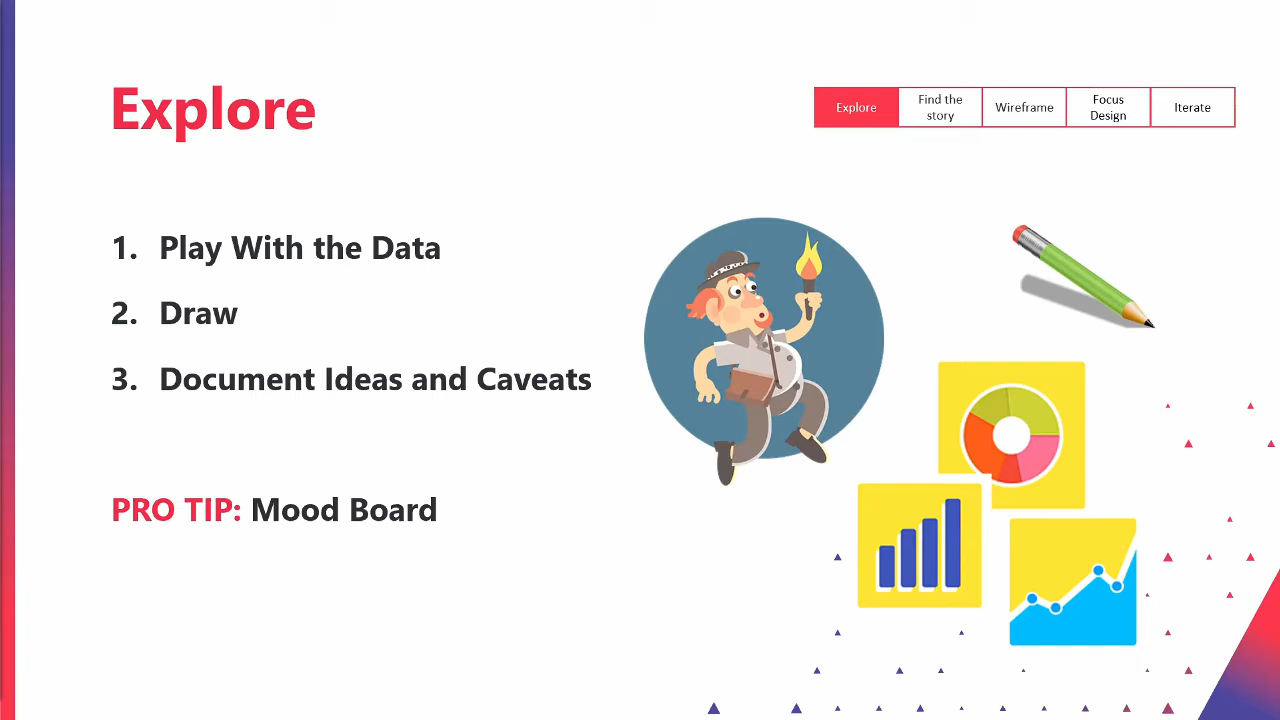 Explore
Explore
Find the
story
Wireframe
Focus
Design
Iterate
1. Play With the Data
2. Draw
3. Document Ideas and Caveats
PRO TIP: Mood Board